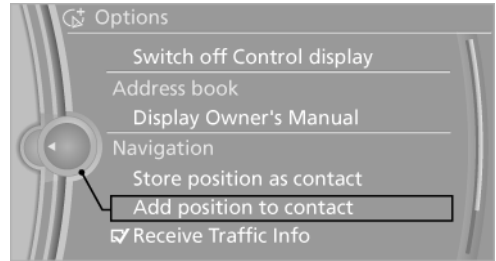 Options
Switch off Control display
Address book
Display Owner's Manual
Navigation
Store position as contact
Add position to contact
Receive Traffic Info